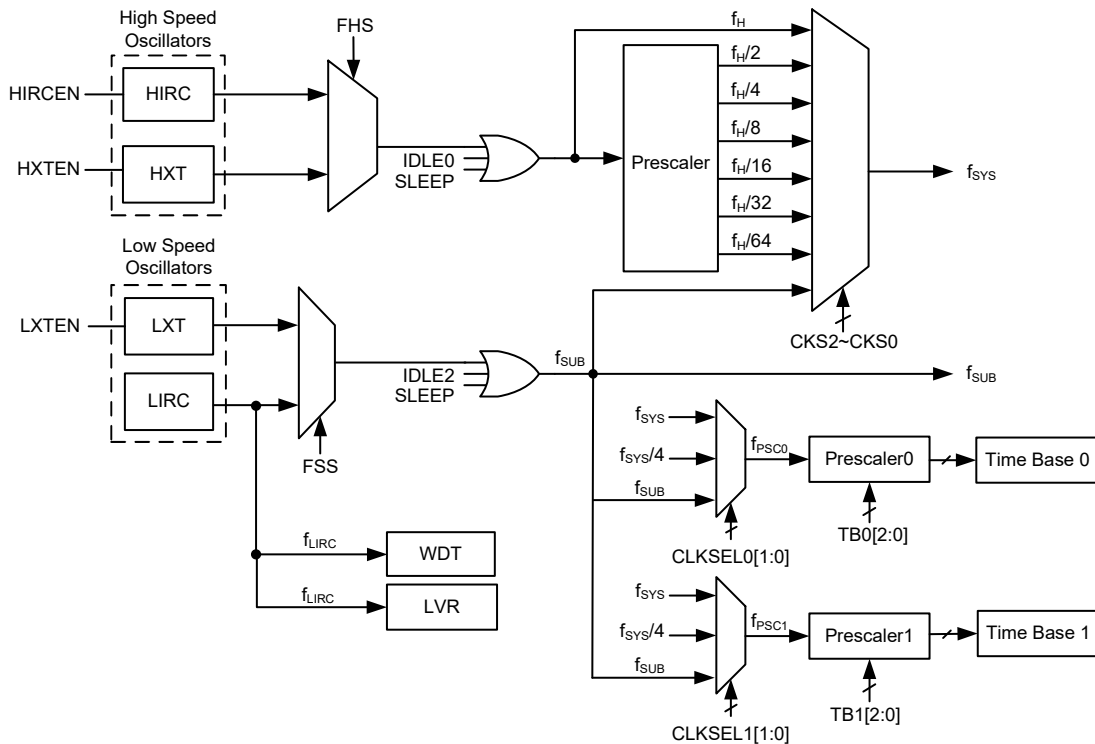 High Speed
Oscillators
FHS
HIRCEN
HIRC
HXTEN
HXT
IDLE0
SLEEP
fH
Prescaler
fH/2
fH/4
fH/8
fH/16
fH/32
fH/64
fSYS
CKS2~CKS0
Low Speed
Oscillators
LXTEN
LXT
LIRC
FSS
IDLE2
SLEEP
fSUB
fSUB
fSYS
fSYS/4
fSUB
fPSC0
Prescaler0
Time Base 0
CLKSEL0[1:0]
TB0[2:0]
fLIRC
WDT
fLIRC
LVR
fSYS
fSYS/4
fSUB
fPSC1
Prescaler1
Time Base 1
CLKSEL1[1:0]
TB1[2:0]